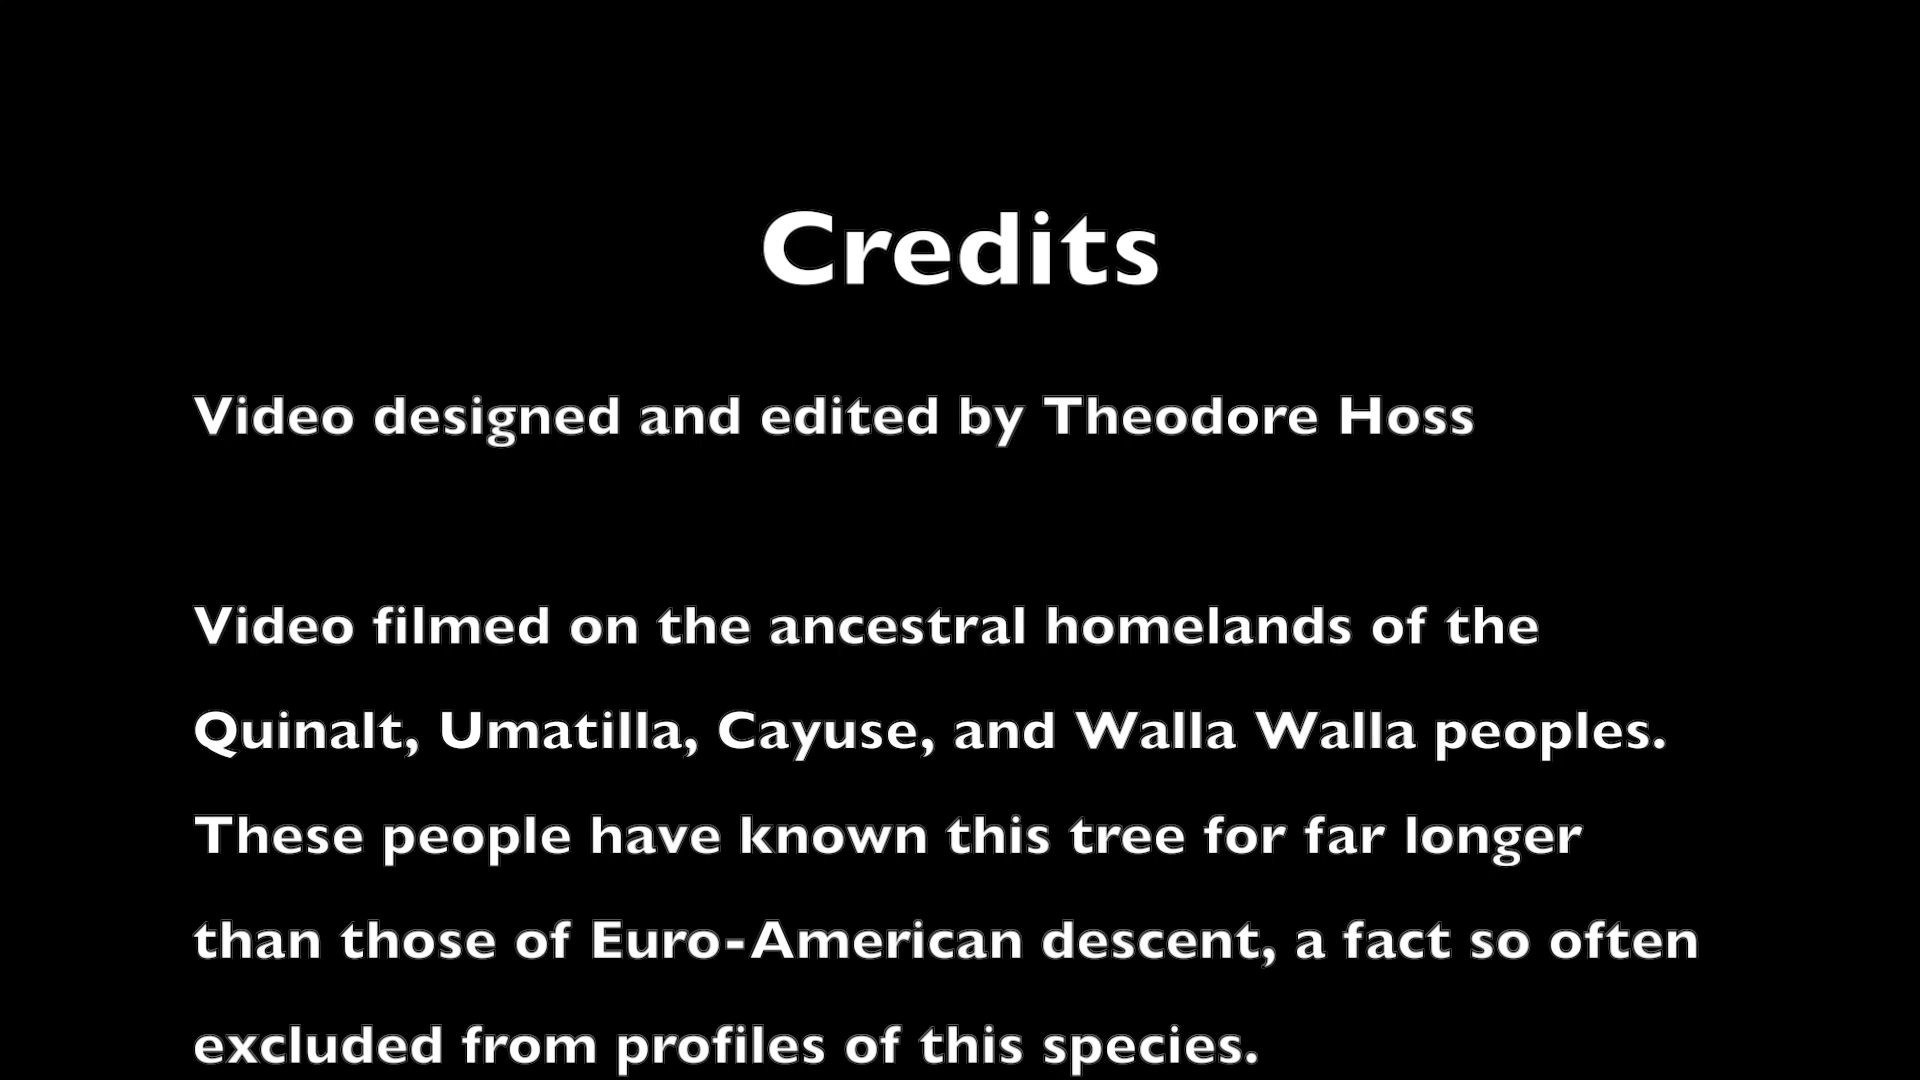 Credits
Video designed and edited by Theodore Hoss
Video filmed on the ancestral homelands of the
Quinalt, Umatilla, Cayuse, and Walla Walla peoples.
These people have known this tree for far longer
than those of Euro-American descent, a fact so often
excluded from profiles of this species.